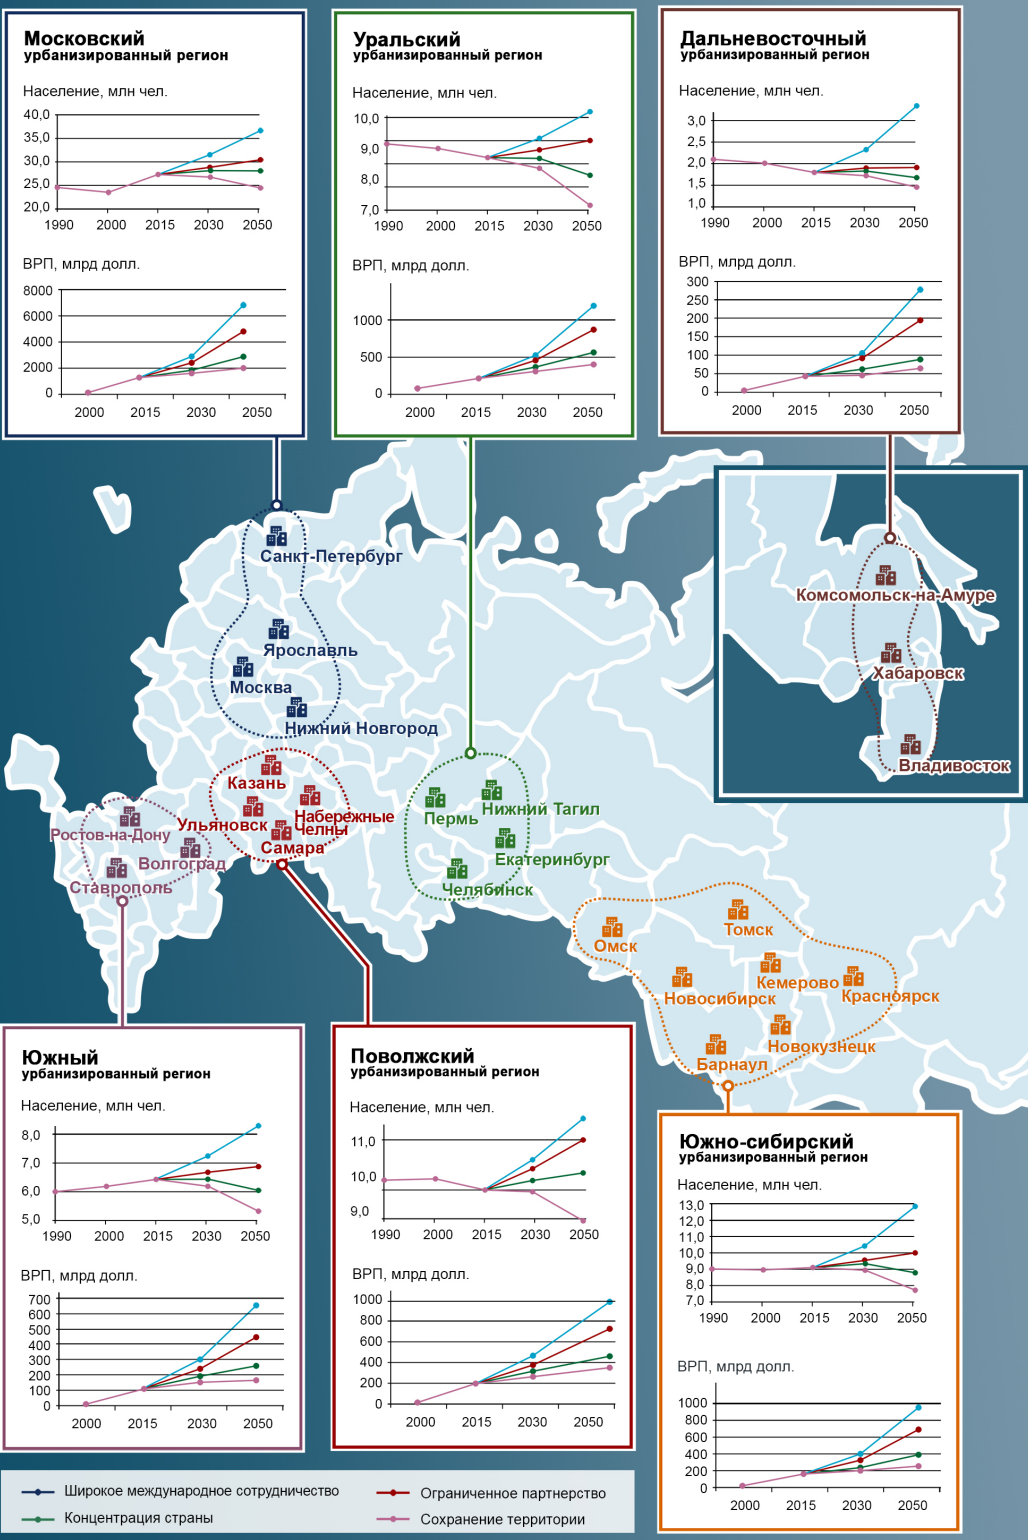 Московский
урбанизированный регион
Население, млн чел.
40,0
35,0
30,0
25,0
20,0
1990 2000 2015 2030 2050
ВРП, млрд долл.
8000
6000
4000
2000
0
2000 2015 2030 2050
Уральский
урбанизированный регион
Население, млн чел.
10,0
9,0
8,0
7,0
1990 2000 2015 2030 2050
ВРП, млрд долл.
1000
500
0
2000 2015 2030 2050
Дальневосточный
урбанизированный регион
Население, млн чел.
3,0
2,5
2,0
1,5
1,0
1990 2000 2015 2030 2050
ВРП, млрд долл.
300
250
200
150
100
50
0
2000 2015 2030 2050
Санкт-Петербург
Ярославль
Москва
Нижний Новгород
Комсомольск-на-Амуре
Хабаровск
Владивосток
Казань
Набережные
Челны
Ульяновск
Самара
Ростов-на-Дону
Волгоград
Ставрополь
Нижний Тагил
Пермь
Екатеринбург
Челябинск
Омск
Томск
Кемерово
Новосибирск
Красноярск
Новокузнецк
Барнаул
Южный
урбанизированный регион
Население, млн чел.
8,0
7,0
6,0
5,0
1990 2000 2015 2030 2050
ВРП, млрд долл.
700
600
500
400
300
200
100
0
2000 2015 2030 2050
Поволжский
урбанизированный регион
Население, млн чел.
11,0
10,0
9,0
1990 2000 2015 2030 2050
ВРП, млрд долл.
1000
800
600
400
200
0
2000 2015 2030 2050
Южно-сибирский
урбанизированный регион
Население, млн чел.
13,0
12,0
11,0
10,0
9,0
8,0
7,0
1990 2000 2015 2030 2050
ВРП, млрд долл.
1000
800
600
400
200
0
2000 2015 2030 2050
Широкое международное сотрудничество
Ограниченное партнерство
Концентрация страны
Сохранение территории